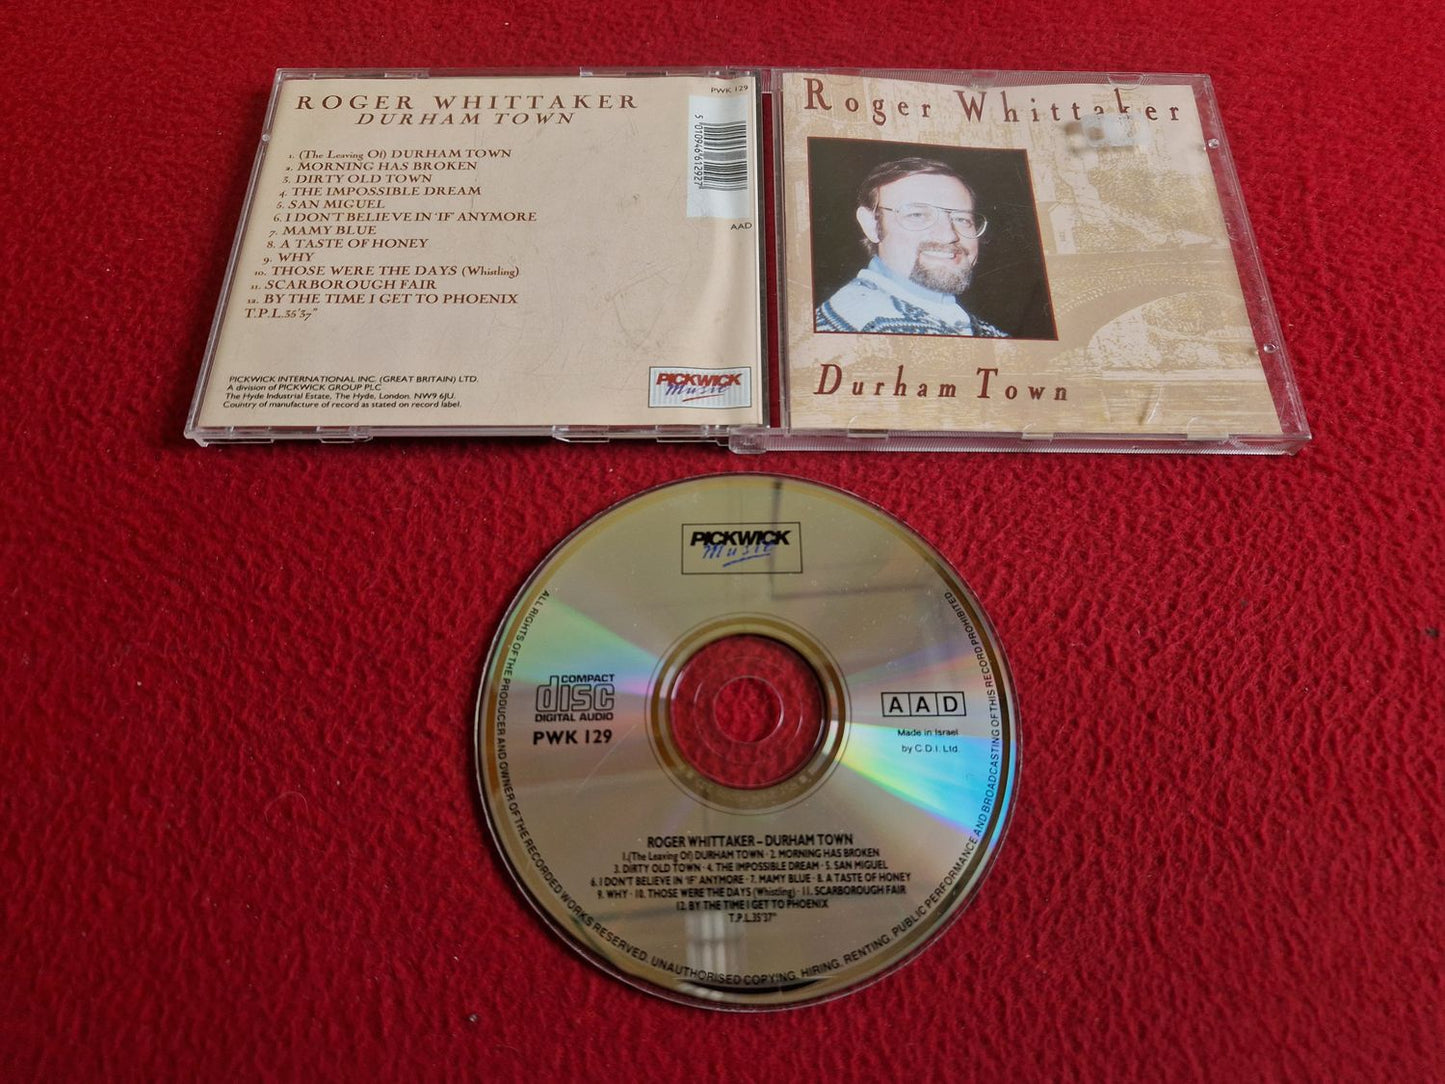 ROGER WHITTAKER
DURHAM TOWN
PWK 129
1. (The Leaving Of) DURHAM TOWN
2. MORNING HAS BROKEN
3. DIRTY OLD TOWN
4. THE IMPOSSIBLE DREAM
5. SAN MIGUEL
6. I DON'T BELIEVE IN 'IF' ANYMORE
7. MAMY BLUE
8. A TASTE OF HONEY
9. WHY
10. THOSE WERE THE DAYS (Whistling)
11. SCARBOROUGH FAIR
12. BY THE TIME I GET TO PHOENIX
T.P.L.35'37"
5 010946 612927
AAD
PICKWICK INTERNATIONAL INC. (GREAT BRITAIN) LTD.
A division of PICKWICK GROUP PLC
The Hyde Industrial Estate, The Hyde, London. NW9 6JU.
Country of manufacture of record as stated on record label.
PICKWICK
Music
Roger Whittaker
Durham Town
PICKWICK
Music
COMPACT
disc
DIGITAL AUDIO
PWK 129
AAD
Made in Israel
by C.D.I. Ltd
ROGER WHITTAKER – DURHAM TOWN
1.(The Leaving Of) DURHAM TOWN · 2. MORNING HAS BROKEN
3. DIRTY OLD TOWN · 4. THE IMPOSSIBLE DREAM · 5. SAN MIGUEL
6. I DON'T BELIEVE IN 'IF' ANYMORE · 7. MAMY BLUE · 8. A TASTE OF HONEY
9. WHY · 10. THOSE WERE THE DAYS (Whistling) · 11. SCARBOROUGH FAIR
12. BY THE TIME I GET TO PHOENIX
T.P.L.35'37"
ALL RIGHTS OF THE PRODUCER AND OWNER OF THE RECORDED WORKS RESERVED. UNAUTHORISED COPYING, HIRING, RENTING, PUBLIC PERFORMANCE AND BROADCASTING OF THIS RECORD PROHIBITED